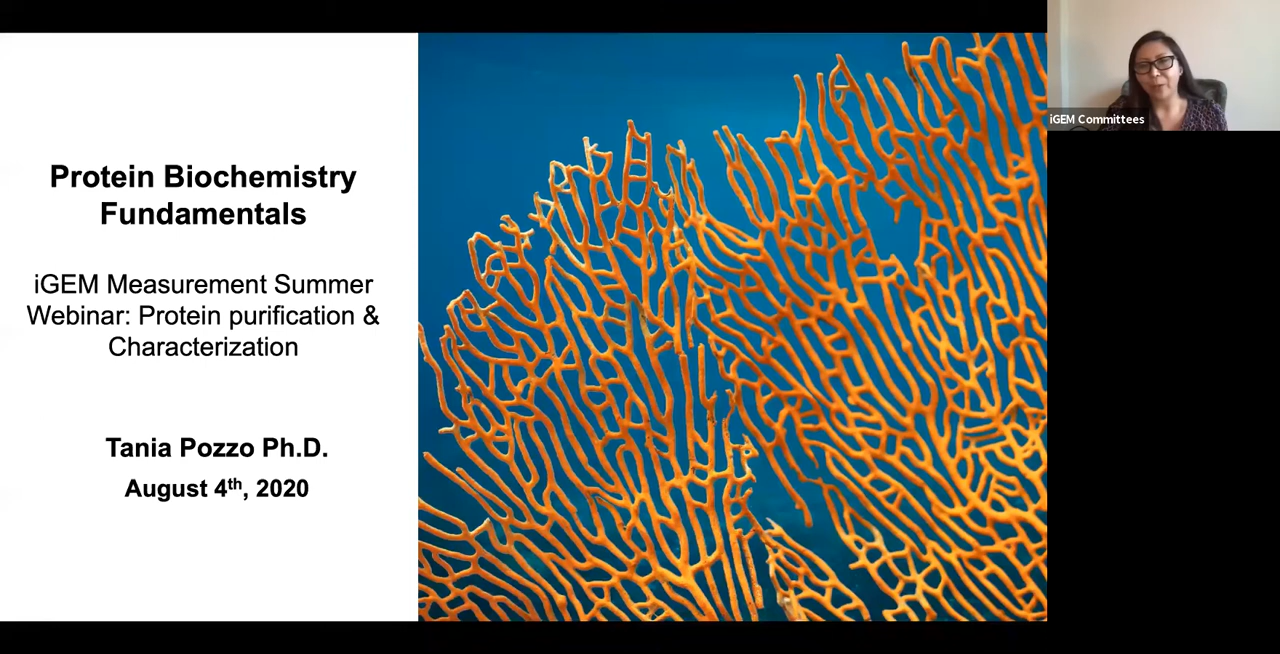 Protein Biochemistry
Fundamentals
iGEM Measurement Summer
Webinar: Protein purification &
Characterization
Tania Pozzo Ph.D.
August 4th, 2020
iGEM Committees